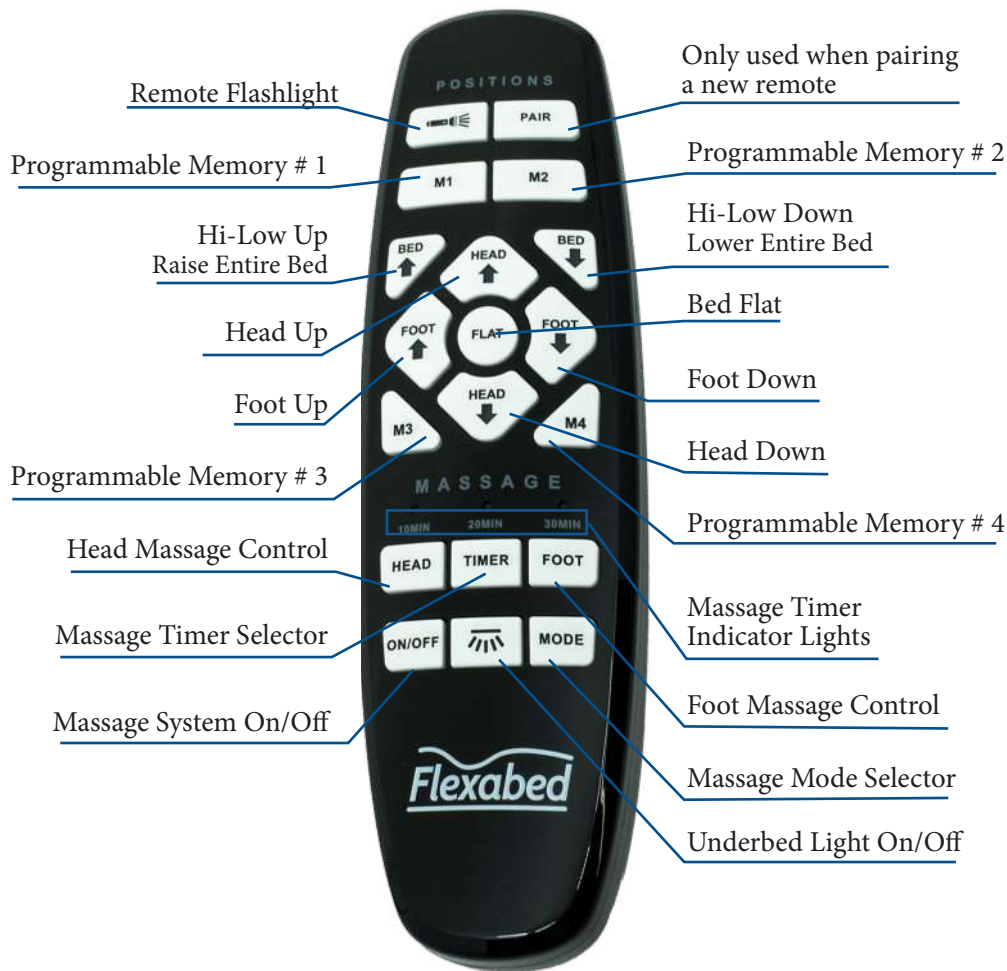 POSITIONS
Remote Flashlight
Only used when pairing
a new remote
PAIR
Programmable Memory # 1
M1
M2
Programmable Memory # 2
Hi-Low Up
Raise Entire Bed
BED
HEAD
BED
Hi-Low Down
Lower Entire Bed
Head Up
FOOT
FLAT
FOOT
Bed Flat
Foot Up
HEAD
Foot Down
M3
M4
Head Down
Programmable Memory # 3
MASSAGE
10MIN
20MIN
30MIN
Programmable Memory # 4
Head Massage Control
HEAD
TIMER
FOOT
Massage Timer
Indicator Lights
Massage Timer Selector
ON/OFF
MODE
Foot Massage Control
Massage System On/Off
Massage Mode Selector
Flexabed
Underbed Light On/Off